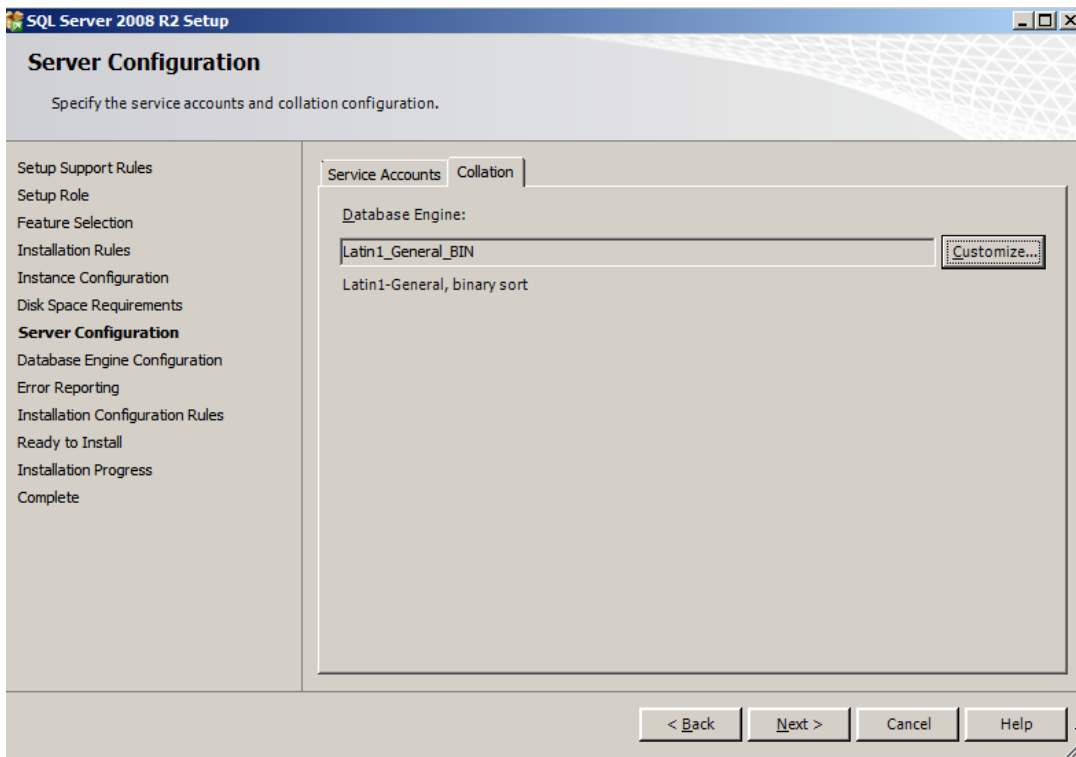 SQL Server 2008 R2 Setup
Server Configuration
Specify the service accounts and collation configuration.
Setup Support Rules
Setup Role
Feature Selection
Installation Rules
Instance Configuration
Disk Space Requirements
Server Configuration
Database Engine Configuration
Error Reporting
Installation Configuration Rules
Ready to Install
Installation Progress
Complete
Service Accounts Collation
Database Engine:
Latin1_General_BIN Customize...
Latin1-General, binary sort
< Back Next > Cancel Help